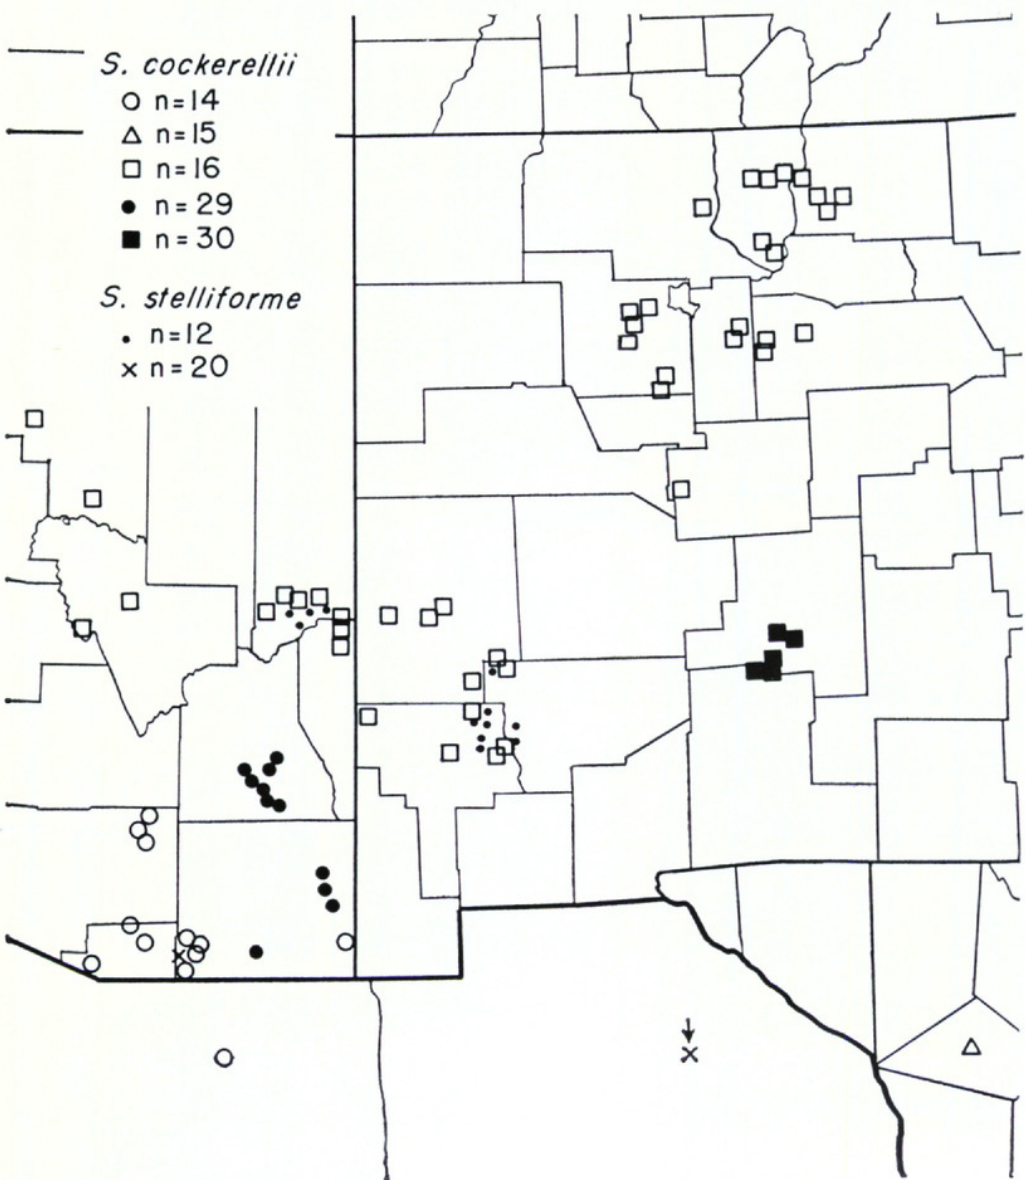 S. cockerellii
○ n=14
△ n=15
□ n=16
● n=29
■ n=30
S. stelliforme
• n=12
× n=20